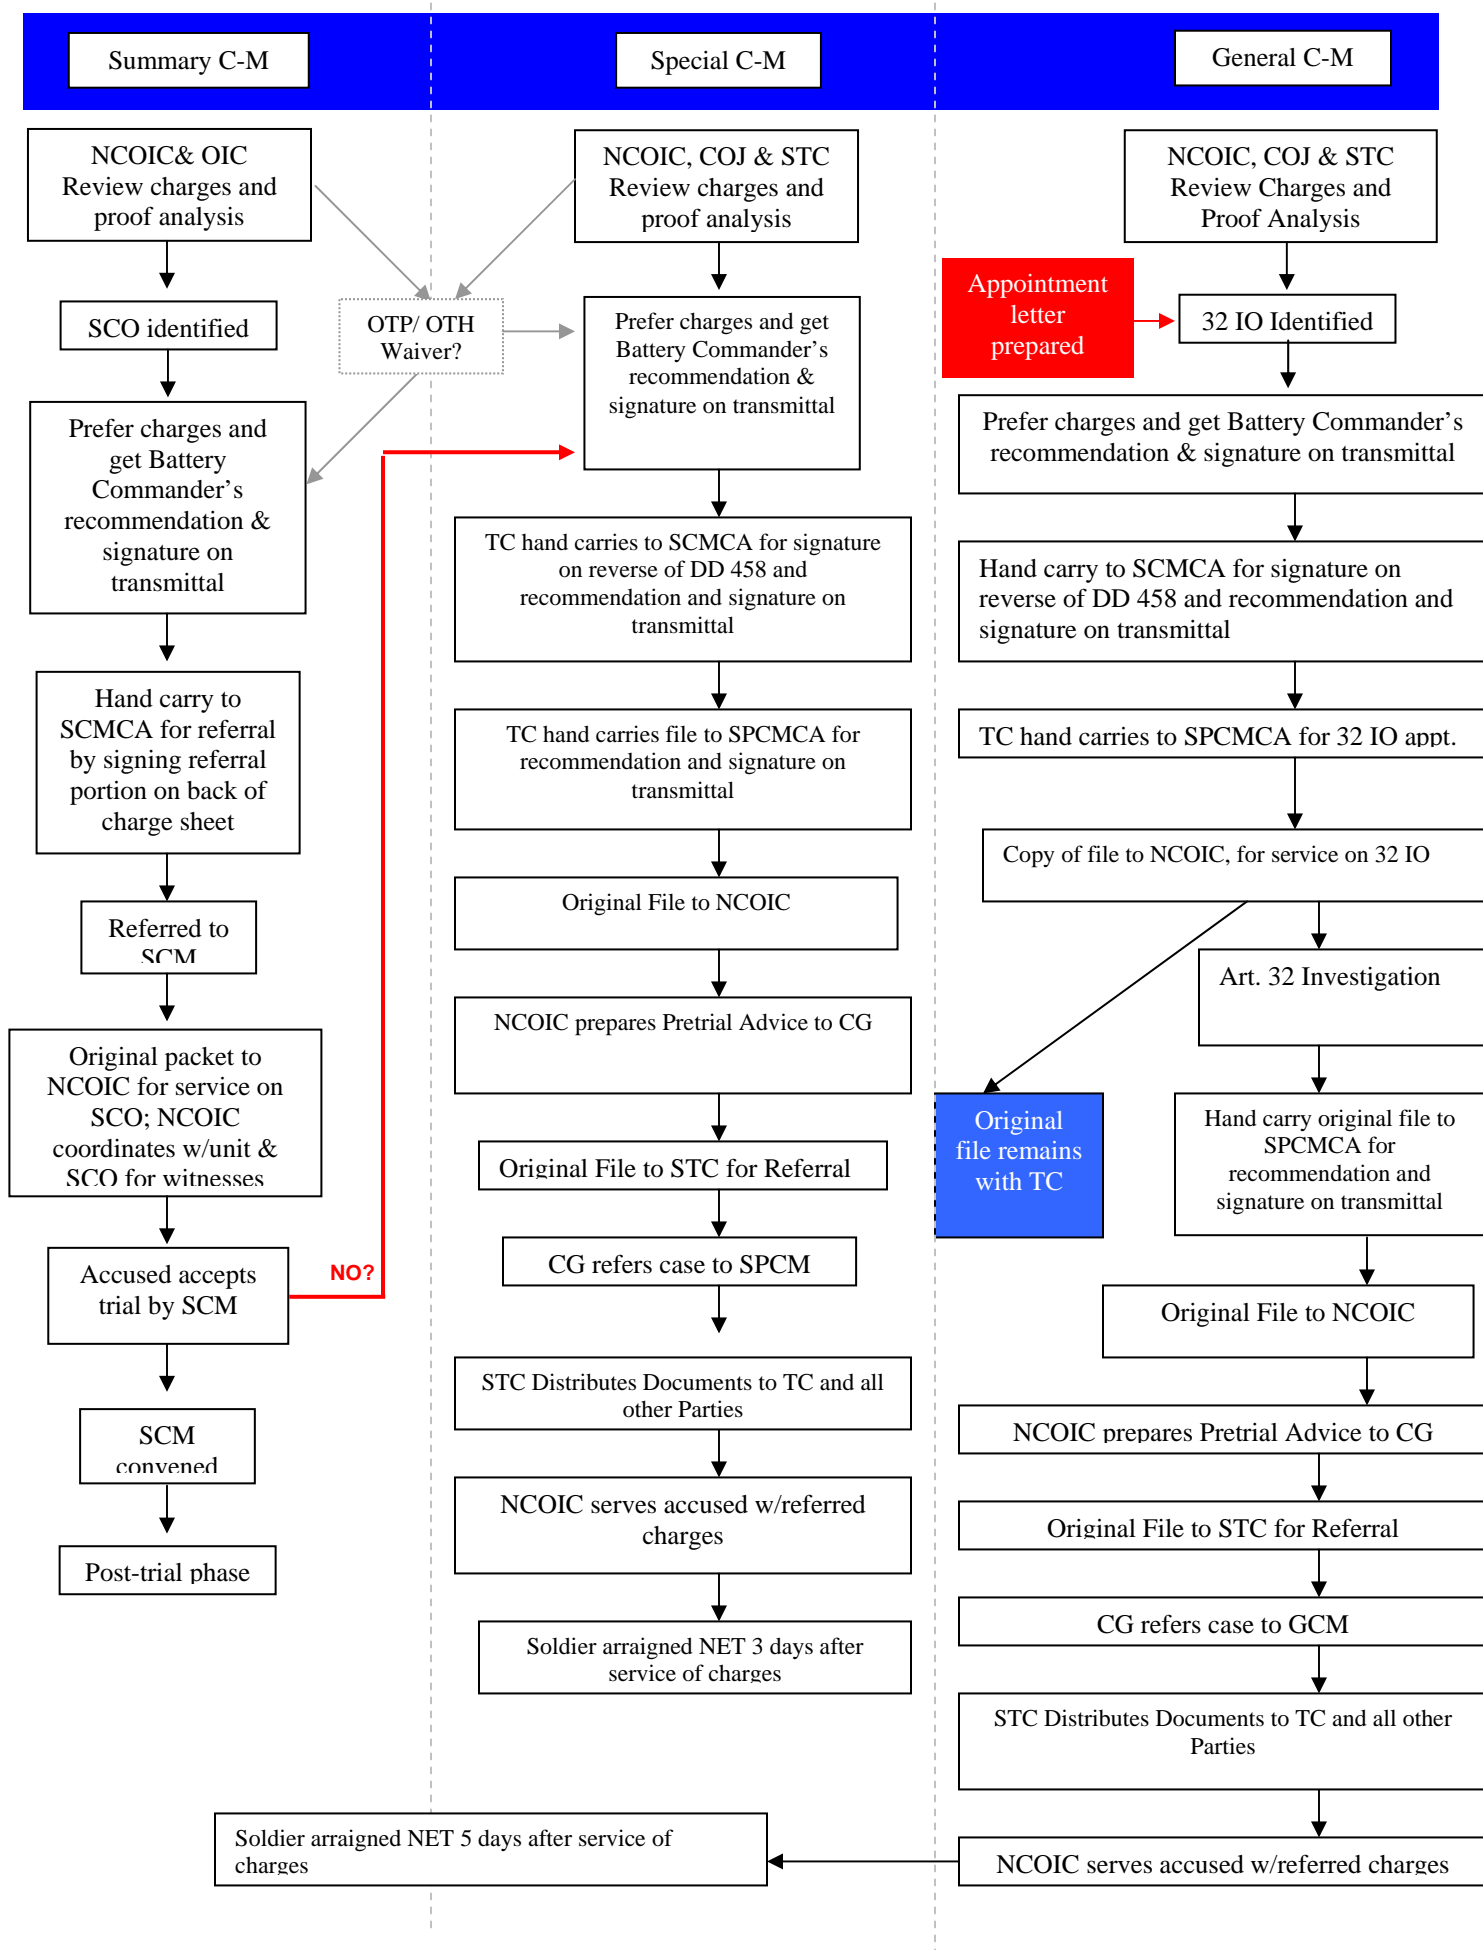 Summary C-M
Special C-M
General C-M
NCOIC& OIC
Review charges and
proof analysis
SCO identified
Prefer charges and
get Battery
Commander's
recommendation &
signature on
transmittal
Hand carry to
SCMCA for referral
by signing referral
portion on back of
charge sheet
Referred to
SCM
Original packet to
NCOIC for service on
SCO; NCOIC
coordinates w/unit &
SCO for witnesses
Accused accepts
trial by SCM
NO?
SCM
convened
Post-trial phase
OTP/ OTH
Waiver?
NCOIC, COJ & STC
Review charges and
proof analysis
Prefer charges and get
Battery Commander's
recommendation &
signature on transmittal
TC hand carries to SCMCA for signature
on reverse of DD 458 and
recommendation and signature on
transmittal
TC hand carries file to SPCMCA for
recommendation and signature on
transmittal
Original File to NCOIC
NCOIC prepares Pretrial Advice to CG
Original File to STC for Referral
CG refers case to SPCM
STC Distributes Documents to TC and all
other Parties
NCOIC serves accused w/referred
charges
Soldier arraigned NET 3 days after
service of charges
NCOIC, COJ & STC
Review Charges and
Proof Analysis
Appointment
letter
prepared
32 IO Identified
Prefer charges and get Battery Commander's
recommendation & signature on transmittal
Hand carry to SCMCA for signature on
reverse of DD 458 and recommendation and
signature on transmittal
TC hand carries to SPCMCA for 32 IO appt.
Copy of file to NCOIC, for service on 32 IO
Art. 32 Investigation
Original
file remains
with TC
Hand carry original file to
SPCMCA for
recommendation and
signature on transmittal
Original File to NCOIC
NCOIC prepares Pretrial Advice to CG
Original File to STC for Referral
CG refers case to GCM
STC Distributes Documents to TC and all other
Parties
NCOIC serves accused w/referred charges
Soldier arraigned NET 5 days after service of
charges